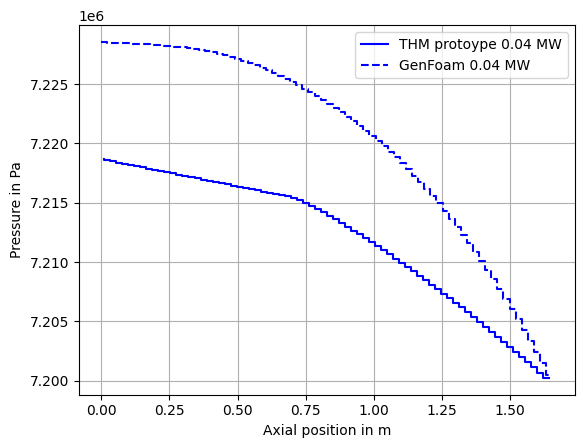 1e6
THM protoype 0.04 MW
GenFoam 0.04 MW
7.225
7.220
7.215
7.210
7.205
7.200
Pressure in Pa
0.00 0.25 0.50 0.75 1.00 1.25 1.50
Axial position in m